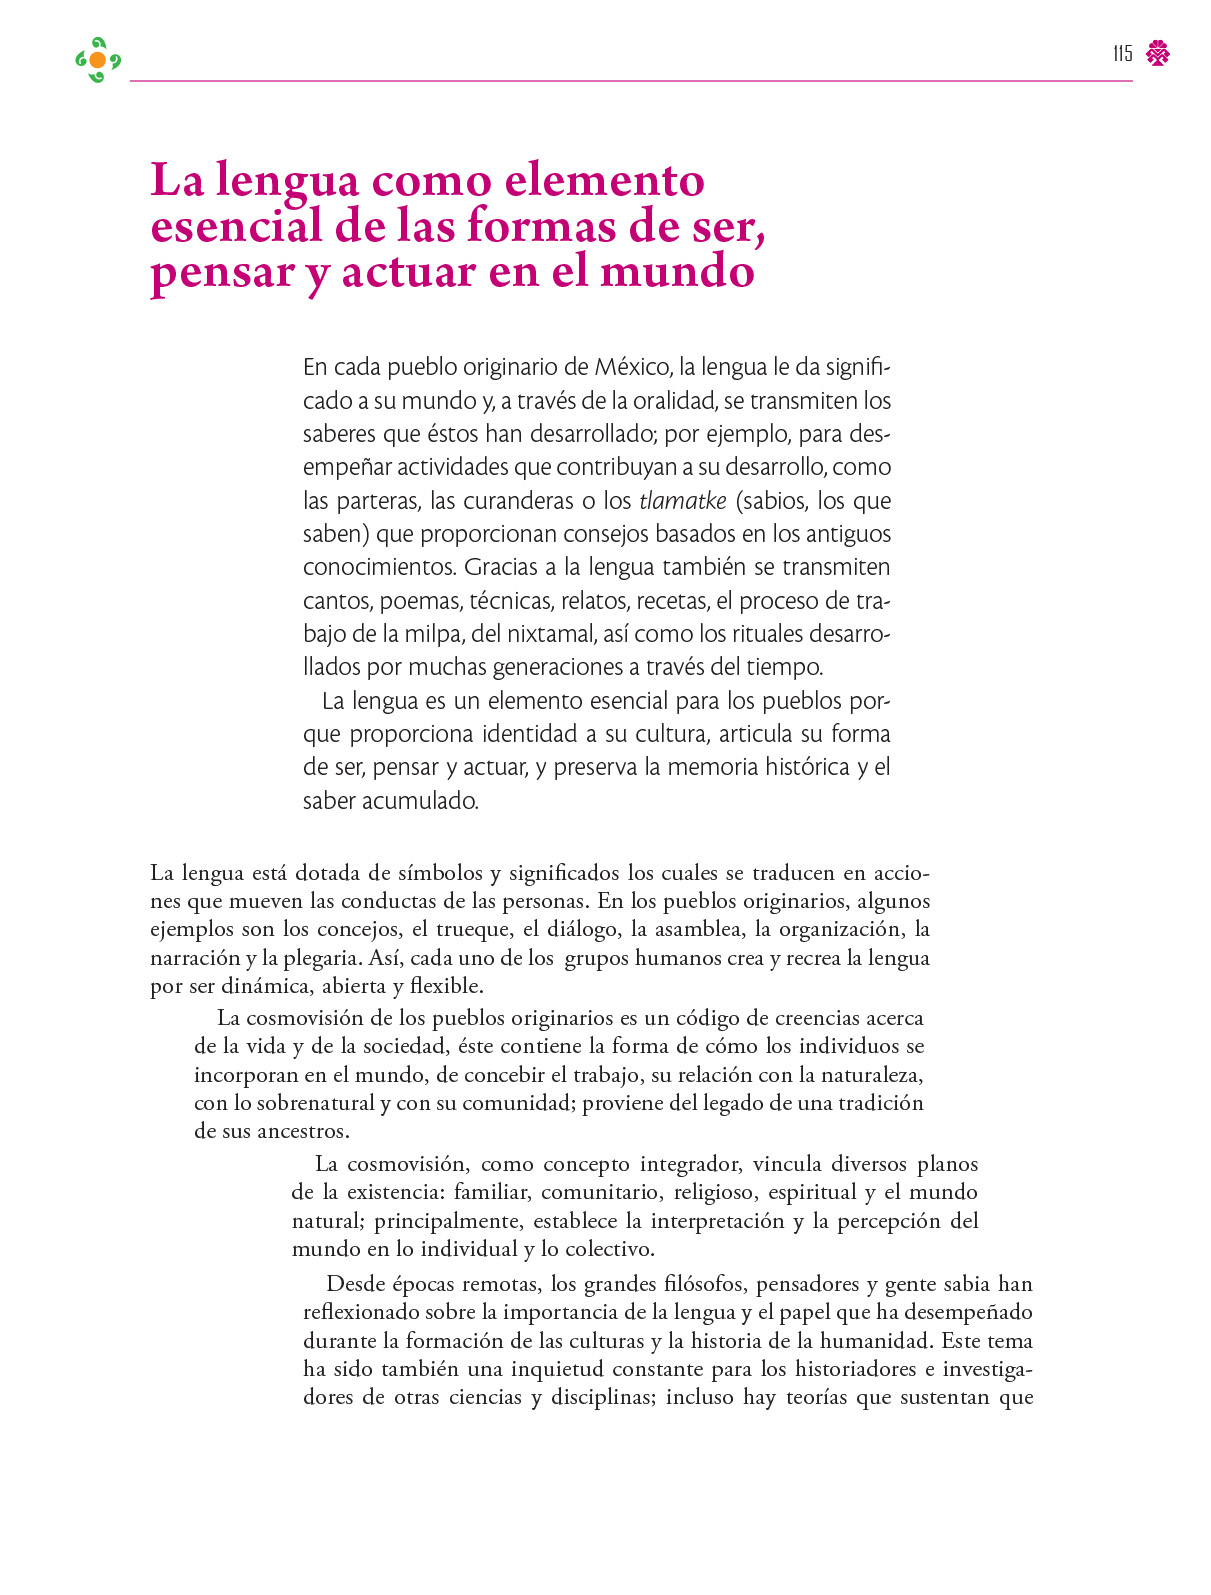 115
La lengua como elemento
esencial de las formas de ser,
pensar y actuar en el mundo
En cada pueblo originario de México, la lengua le da signifi-
cado a su mundo y, a través de la oralidad, se transmiten los
saberes que éstos han desarrollado; por ejemplo, para des-
empeñar actividades que contribuyan a su desarrollo, como
las parteras, las curanderas o los tlamatke (sabios, los que
saben) que proporcionan consejos basados en los antiguos
conocimientos. Gracias a la lengua también se transmiten
cantos, poemas, técnicas, relatos, recetas, el proceso de tra-
bajo de la milpa, del nixtamal, así como los rituales desarro-
llados por muchas generaciones a través del tiempo.
La lengua es un elemento esencial para los pueblos por-
que proporciona identidad a su cultura, articula su forma
de ser, pensar y actuar, y preserva la memoria histórica y el
saber acumulado.
La lengua está dotada de símbolos y significados los cuales se traducen en accio-
nes que mueven las conductas de las personas. En los pueblos originarios, algunos
ejemplos son los concejos, el trueque, el diálogo, la asamblea, la organización, la
narración y la plegaria. Así, cada uno de los grupos humanos crea y recrea la lengua
por ser dinámica, abierta y flexible.
La cosmovisión de los pueblos originarios es un código de creencias acerca
de la vida y de la sociedad, éste contiene la forma de cómo los individuos se
incorporan en el mundo, de concebir el trabajo, su relación con la naturaleza,
con lo sobrenatural y con su comunidad; proviene del legado de una tradición
de sus ancestros.
La cosmovisión, como concepto integrador, vincula diversos planos
de la existencia: familiar, comunitario, religioso, espiritual y el mundo
natural; principalmente, establece la interpretación y la percepción del
mundo en lo individual y lo colectivo.
Desde épocas remotas, los grandes filósofos, pensadores y gente sabia han
reflexionado sobre la importancia de la lengua y el papel que ha desempeñado
durante la formación de las culturas y la historia de la humanidad. Este tema
ha sido también una inquietud constante para los historiadores e investiga-
dores de otras ciencias y disciplinas; incluso hay teorías que sustentan que